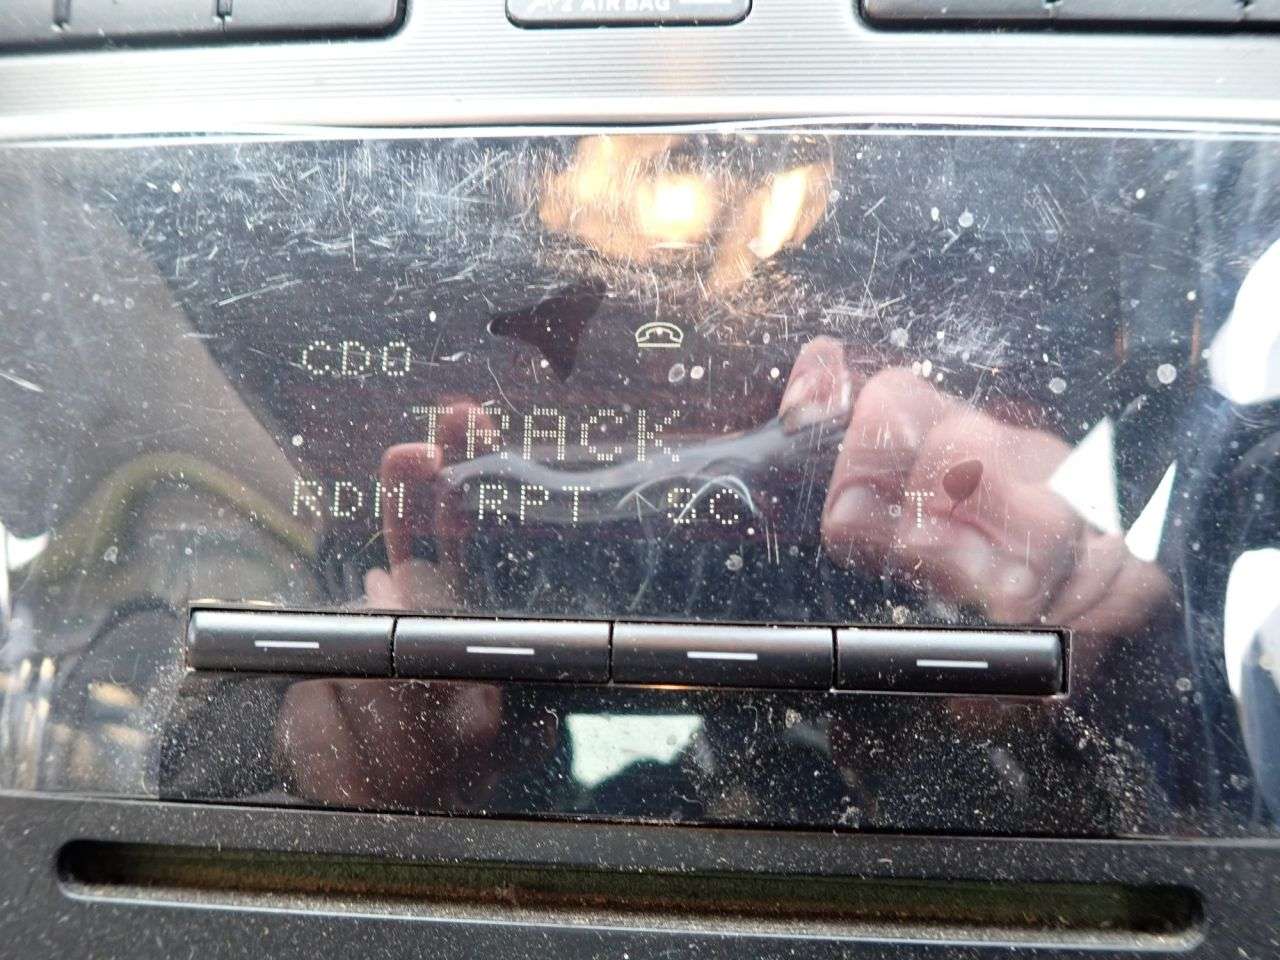 AIR BAG
CD0
TRACK
RDM RPT SC T